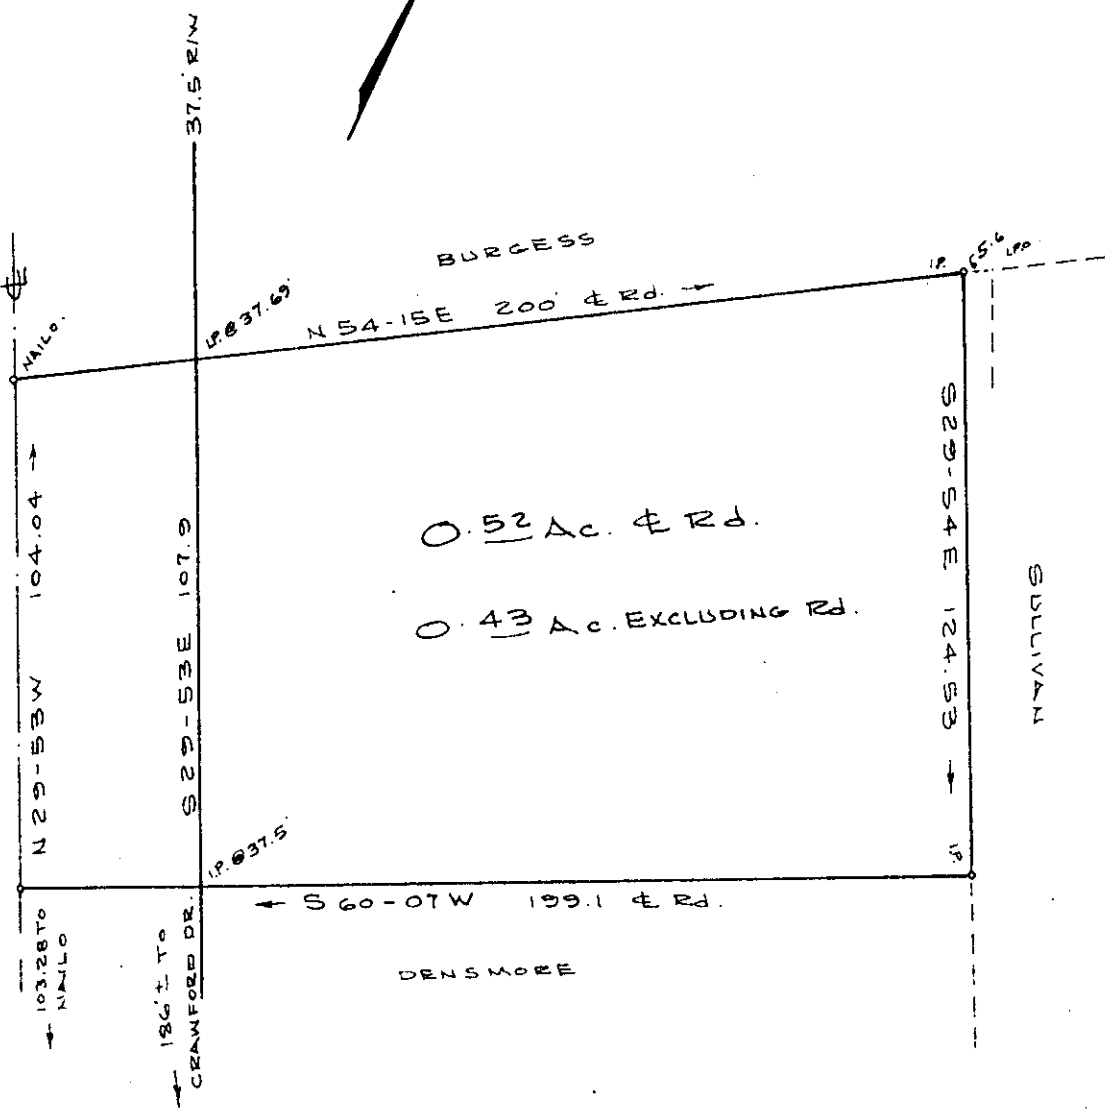 37.5' R/W
BURGESS
N 54-15E 200' ℄ Rd. →
I.P. 65.6 I.P.O
NAIL O.
I.P. @ 37.69'
N 29-53W 104.04 →
S 29-53E 107.9
0.52 Ac. ℄ Rd.
0.43 Ac. EXCLUDING Rd.
S29-54E 124.53 →
SULLIVAN
I.P. @ 37.5'
I.P.
← S 60-07W 199.1 ℄ Rd.
DENSMORE
← 103.28 TO
NAIL O
← 186' ± TO
CRAWFORD DR.